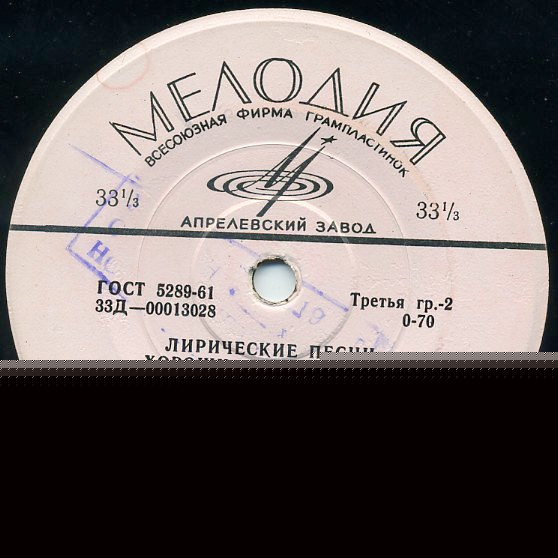 МЕЛОДИЯ
ВСЕСОЮЗНАЯ ФИРМА ГРАМПЛАСТИНОК
33⅓ 33⅓
АПРЕЛЕВСКИЙ ЗАВОД
ГОСТ 5289-61 Третья гр.-2
33Д—00013028 0-70
ЛИРИЧЕСКИЕ